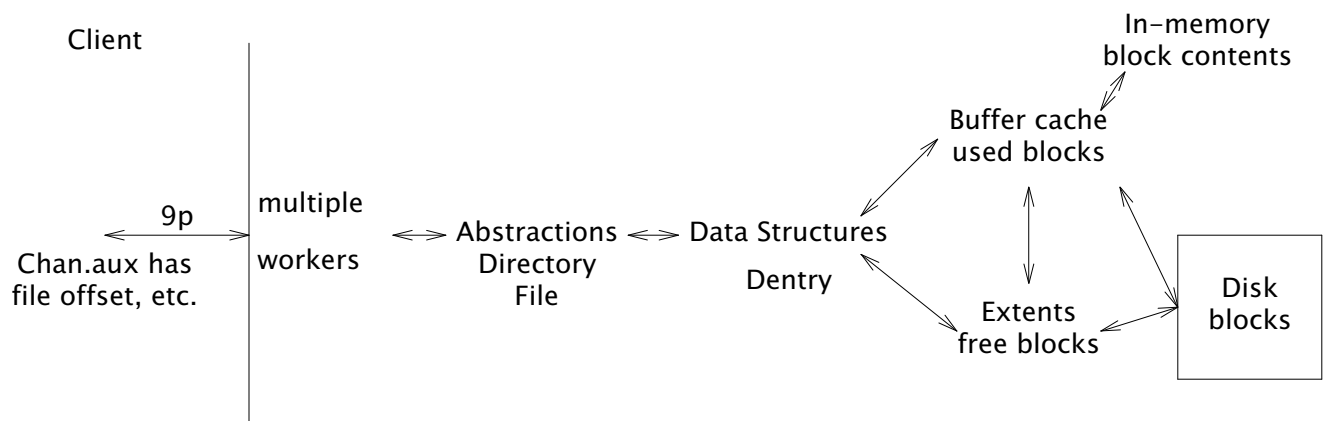 Client
In−memory
block contents
Buffer cache
used blocks
9p
multiple
workers
Chan.aux has
file offset, etc.
Abstractions
Directory
File
Data Structures
Dentry
Extents
free blocks
Disk
blocks